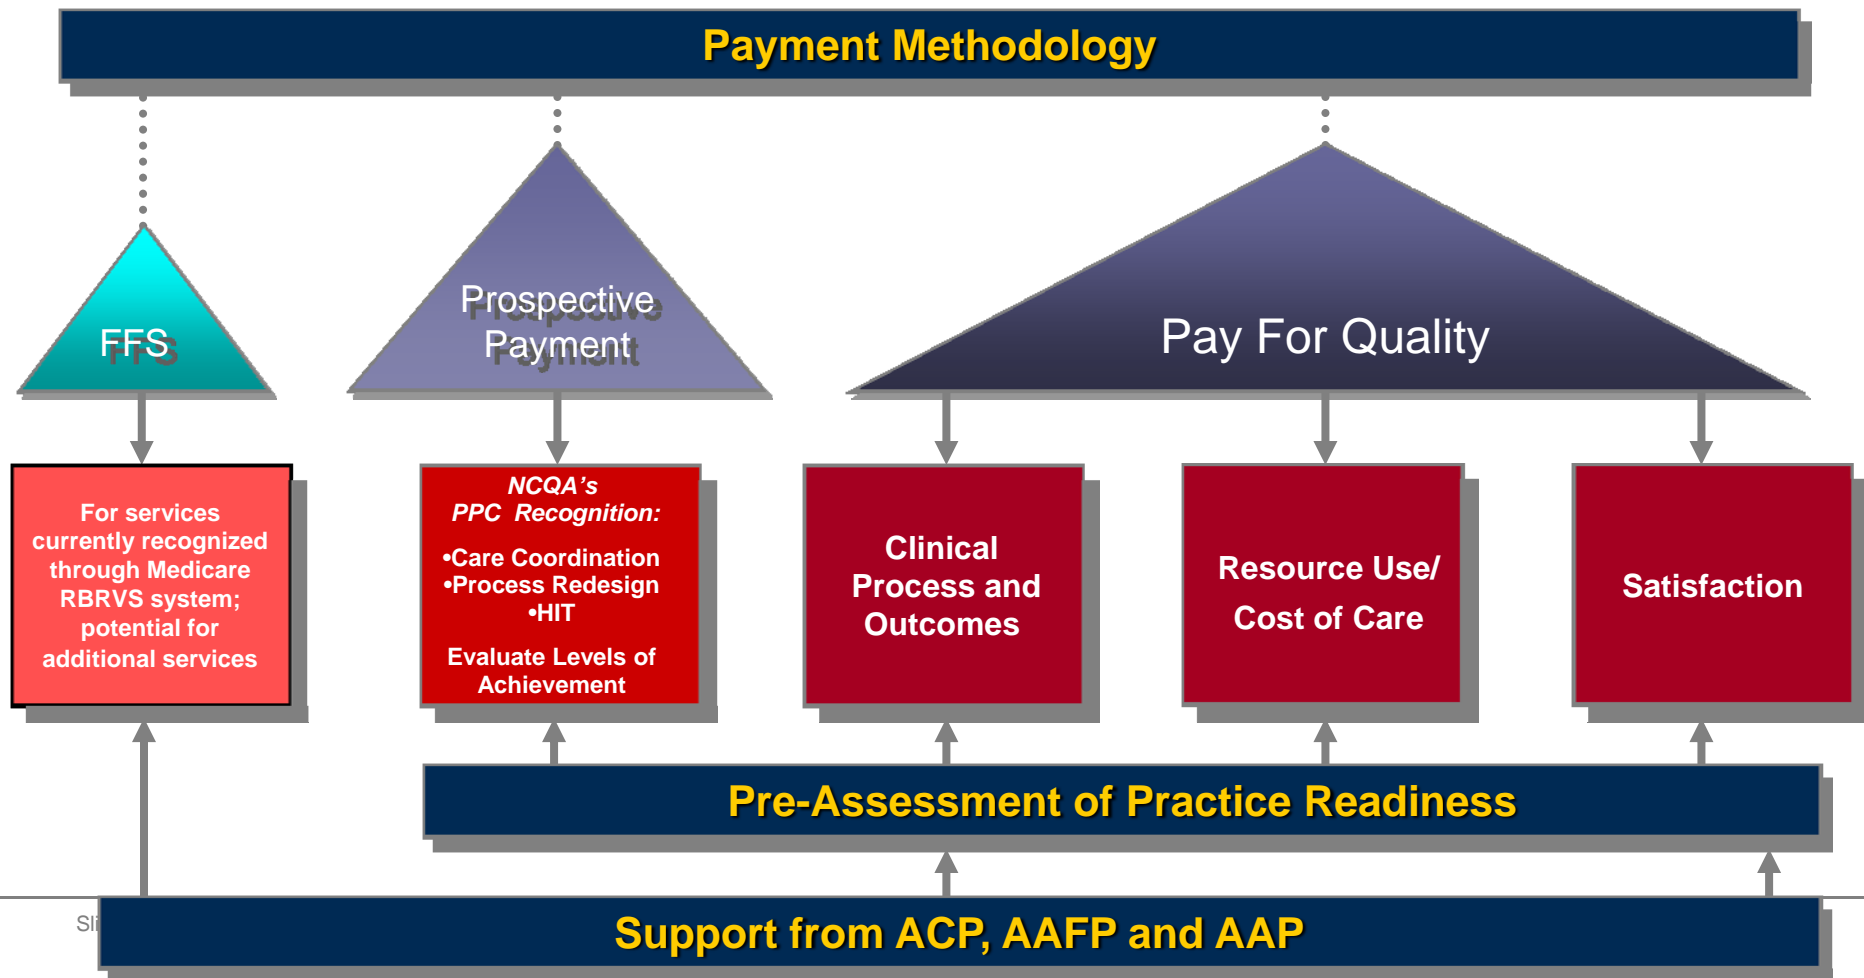 Payment Methodology
FFS
Prospective
Payment
Pay For Quality
For services
currently recognized
through Medicare
RBRVS system;
potential for
additional services
NCQA's
PPC Recognition:
•Care Coordination
•Process Redesign
•HIT
Evaluate Levels of
Achievement
Clinical
Process and
Outcomes
Resource Use/
Cost of Care
Satisfaction
Pre-Assessment of Practice Readiness
Support from ACP, AAFP and AAP